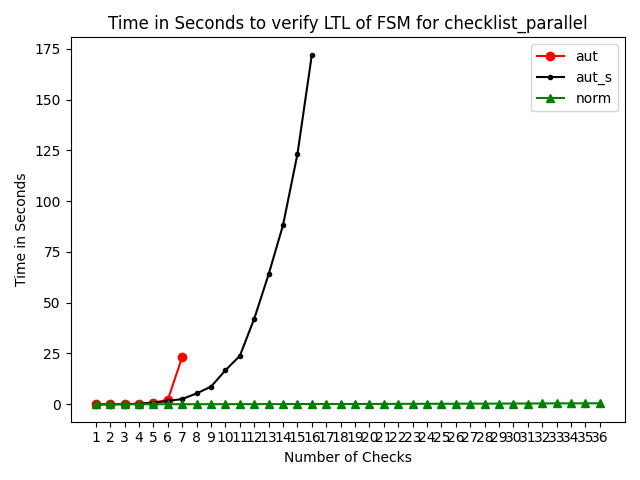 Time in Seconds to verify LTL of FSM for checklist_parallel
aut
aut_s
norm
Time in Seconds
175
150
125
100
75
50
25
0
1 2 3 4 5 6 7 8 9 10 11 12 13 14 15 16 17 18 19 20 21 22 23 24 25 26 27 28 29 30 31 32 33 34 35 36
Number of Checks